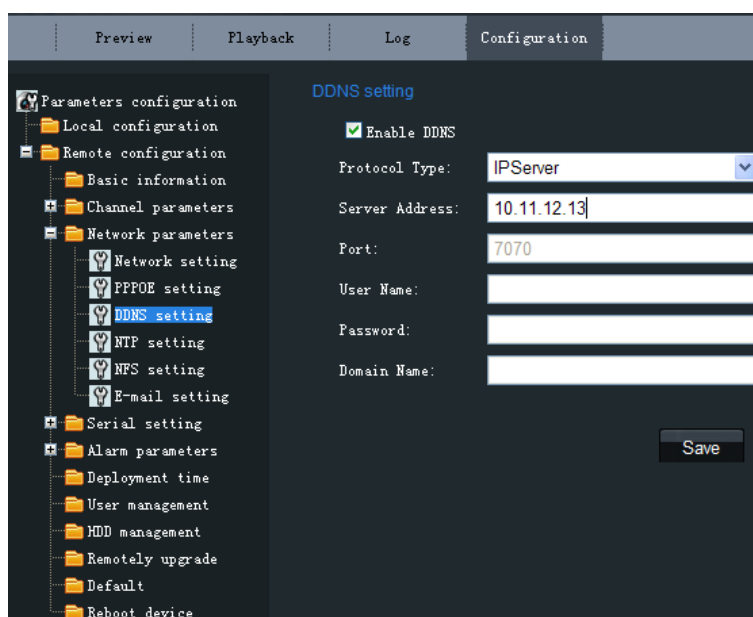 Preview Playback Log Configuration
Parameters configuration
Local configuration
Remote configuration
Basic information
Channel parameters
Network parameters
Network setting
PPPOE setting
DDNS setting
NTP setting
NFS setting
E-mail setting
Serial setting
Alarm parameters
Deployment time
User management
HDD management
Remotely upgrade
Default
Reboot device
DDNS setting
Enable DDNS
Protocol Type: IPServer
Server Address: 10.11.12.13
Port: 7070
User Name:
Password:
Domain Name:
Save